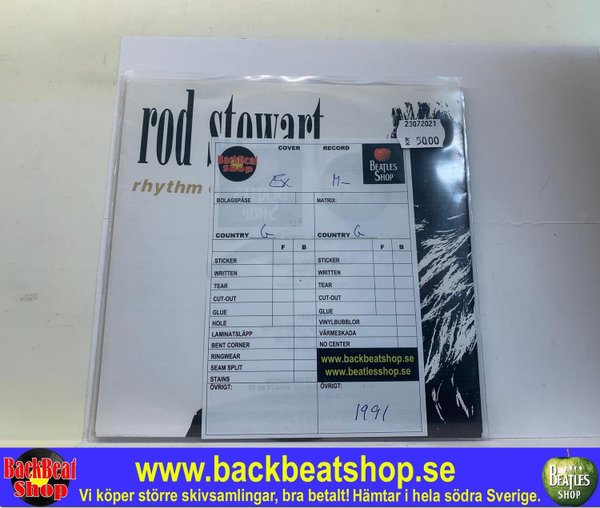 rod stewart
rhythm
23072021
KR 50.00
BackBeat Shop
COVER
RECORD
BEATLES SHOP
Ex
M-
BOLAGSPÅSE
MATRIX:
COUNTRY G
COUNTRY G
F B
F B
STICKER
STICKER
WRITTEN
WRITTEN
TEAR
TEAR
CUT-OUT
CUT-OUT
GLUE
GLUE
HOLE
VINYLBUBBLOR
LAMINATSLÄPP
VÄRMESKADA
BENT CORNER
NO CENTER
RINGWEAR
www.backbeatshop.se
SEAM SPLIT
www.beatlesshop.se
STAINS
ÖVRIGT:
ÖVRIGT:
1991
BackBeat Shop
www.backbeatshop.se
Vi köper större skivsamlingar, bra betalt! Hämtar i hela södra Sverige.
BEATLES SHOP